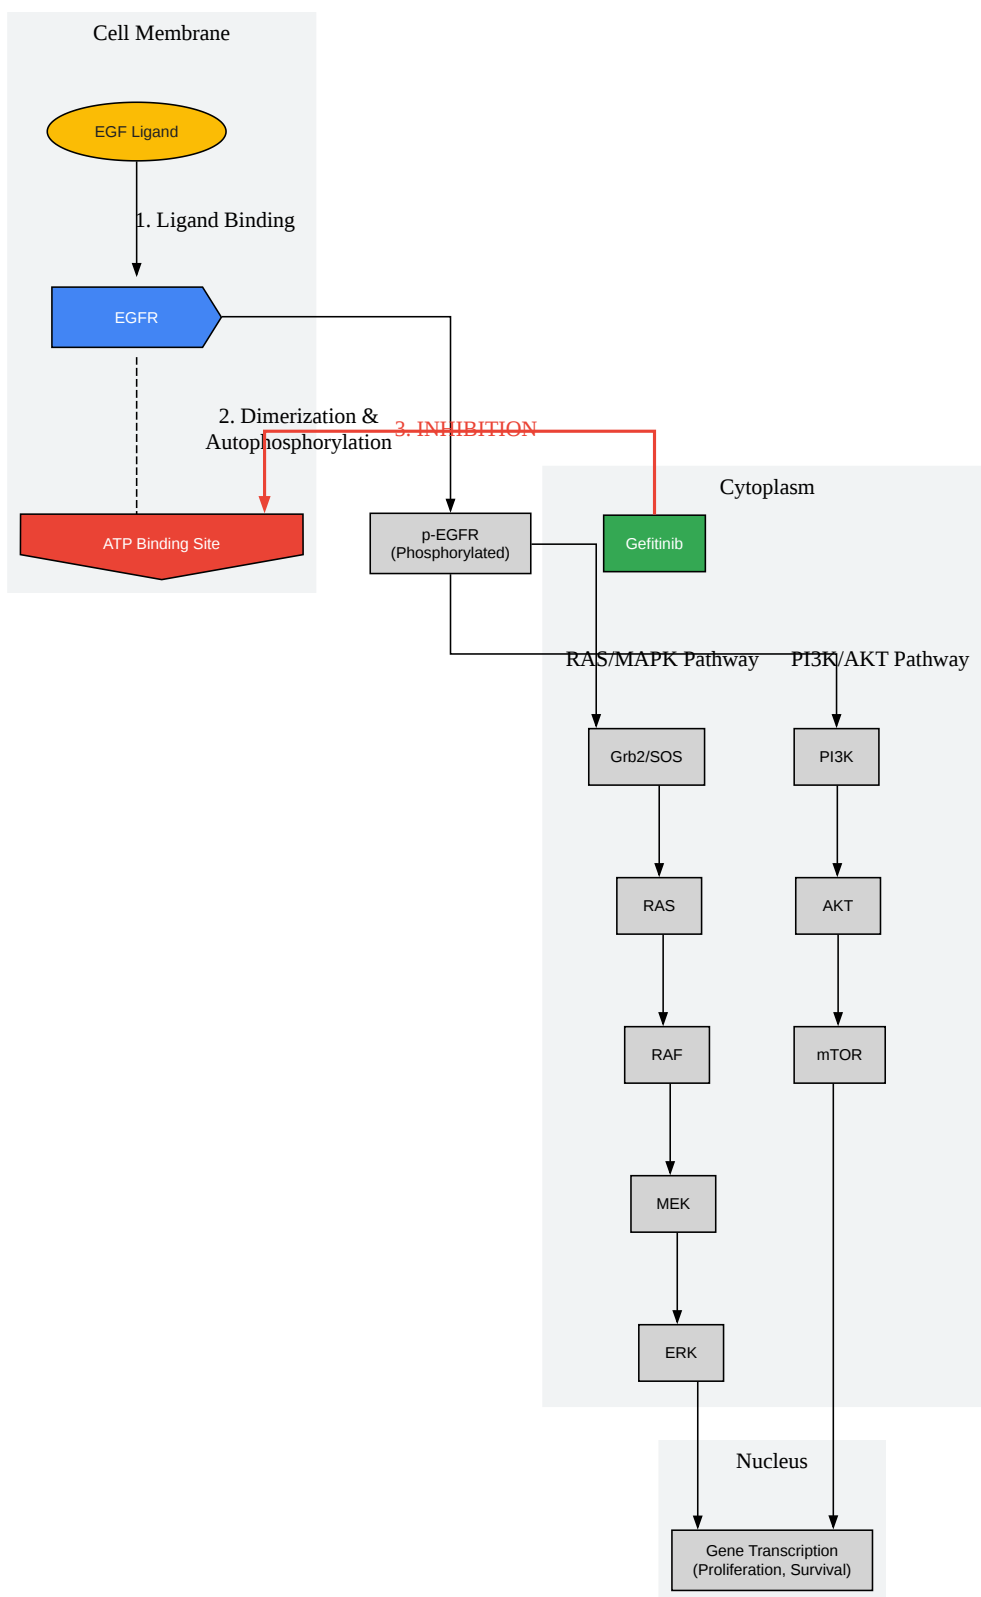 Cell Membrane
EGF Ligand
1. Ligand Binding
EGFR
2. Dimerization &
Autophosphorylation
3. INHIBITION
ATP Binding Site
p-EGFR
(Phosphorylated)
Cytoplasm
Gefitinib
RAS/MAPK Pathway
PI3K/AKT Pathway
Grb2/SOS
PI3K
RAS
AKT
RAF
mTOR
MEK
ERK
Nucleus
Gene Transcription
(Proliferation, Survival)